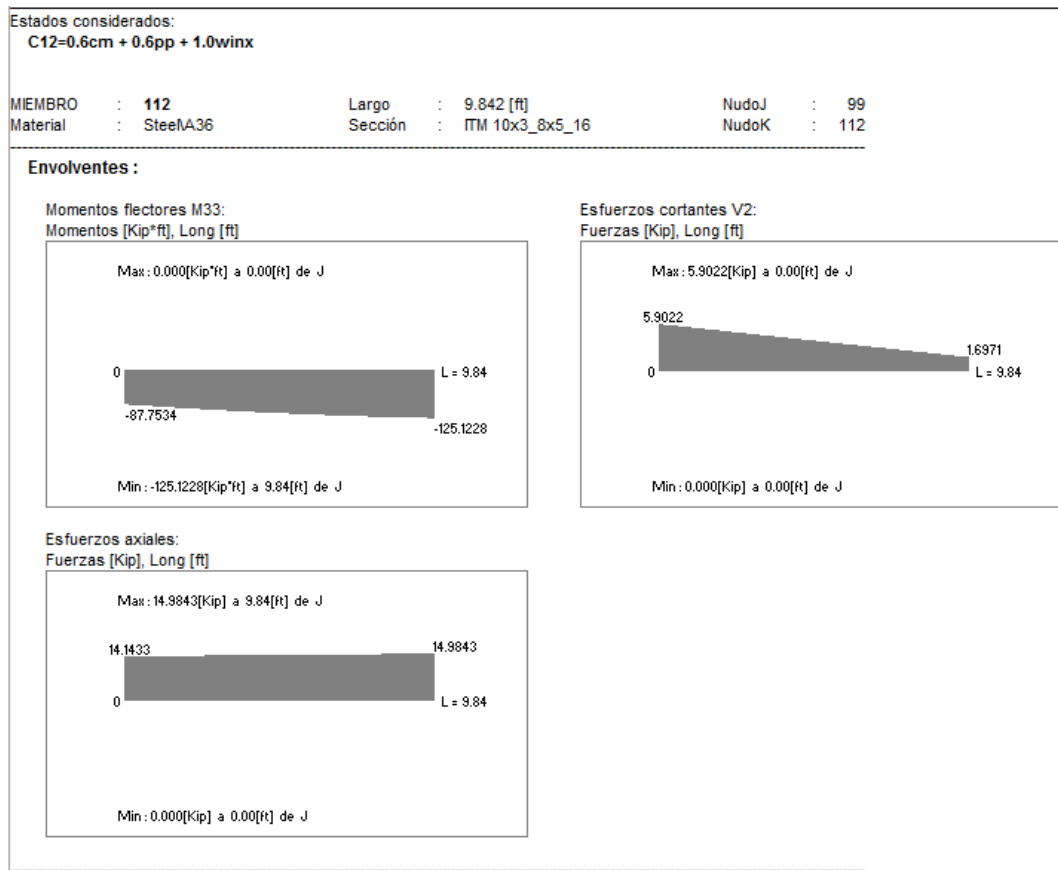 Estados considerados:
C12=0.6cm + 0.6pp + 1.0winx
MIEMBRO : 112 Largo : 9.842 [ft] NudoJ : 99
Material : Steel\A36 Sección : ITM 10x3_8x5_16 NudoK : 112
Envolventes :
Momentos flectores M33:
Momentos [Kip*ft], Long [ft]
Max : 0.000[Kip*ft] a 0.00[ft] de J
0
L = 9.84
-87.7534
-125.1228
Min : -125.1228[Kip*ft] a 9.84[ft] de J
Esfuerzos cortantes V2:
Fuerzas [Kip], Long [ft]
Max : 5.9022[Kip] a 0.00[ft] de J
5.9022
1.6971
0
L = 9.84
Min : 0.000[Kip] a 0.00[ft] de J
Esfuerzos axiales:
Fuerzas [Kip], Long [ft]
Max : 14.9843[Kip] a 9.84[ft] de J
14.1433
14.9843
0
L = 9.84
Min : 0.000[Kip] a 0.00[ft] de J